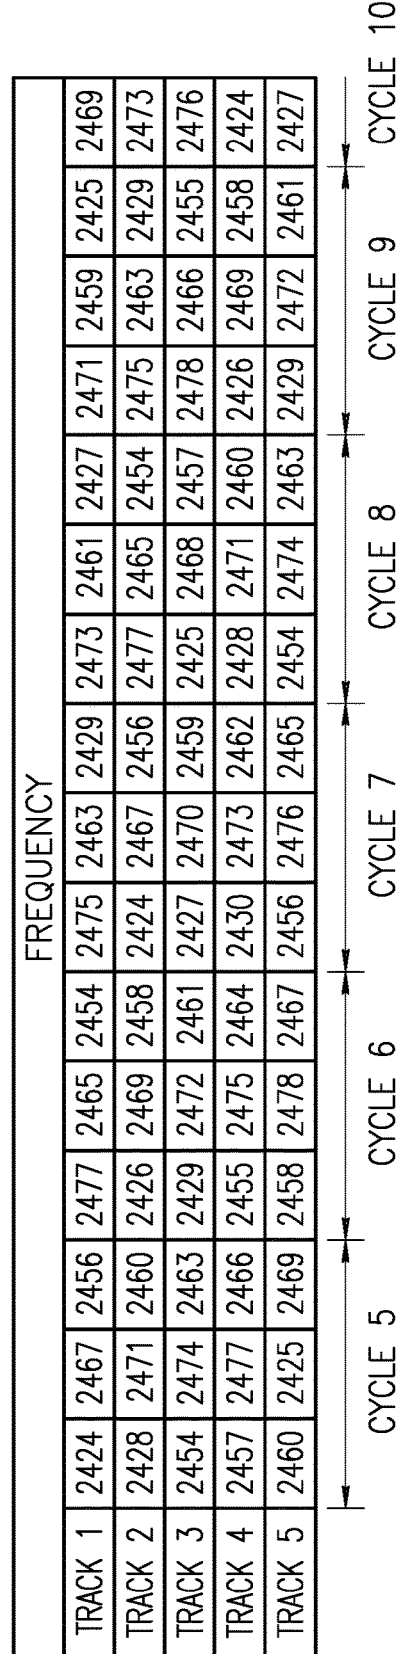 FREQUENCY
TRACK 1 2424 2467 2456 2477 2465 2454 2475 2463 2429 2473 2461 2427 2471 2459 2425 2469
TRACK 2 2428 2471 2460 2426 2469 2458 2424 2467 2456 2477 2465 2454 2475 2463 2429 2473
TRACK 3 2454 2474 2463 2429 2472 2461 2427 2470 2459 2425 2468 2457 2478 2466 2455 2476
TRACK 4 2457 2477 2466 2455 2475 2464 2430 2473 2462 2428 2471 2460 2426 2469 2458 2424
TRACK 5 2460 2425 2469 2458 2478 2467 2456 2476 2465 2454 2474 2463 2429 2472 2461 2427
CYCLE 5 CYCLE 6 CYCLE 7 CYCLE 8 CYCLE 9 CYCLE 10